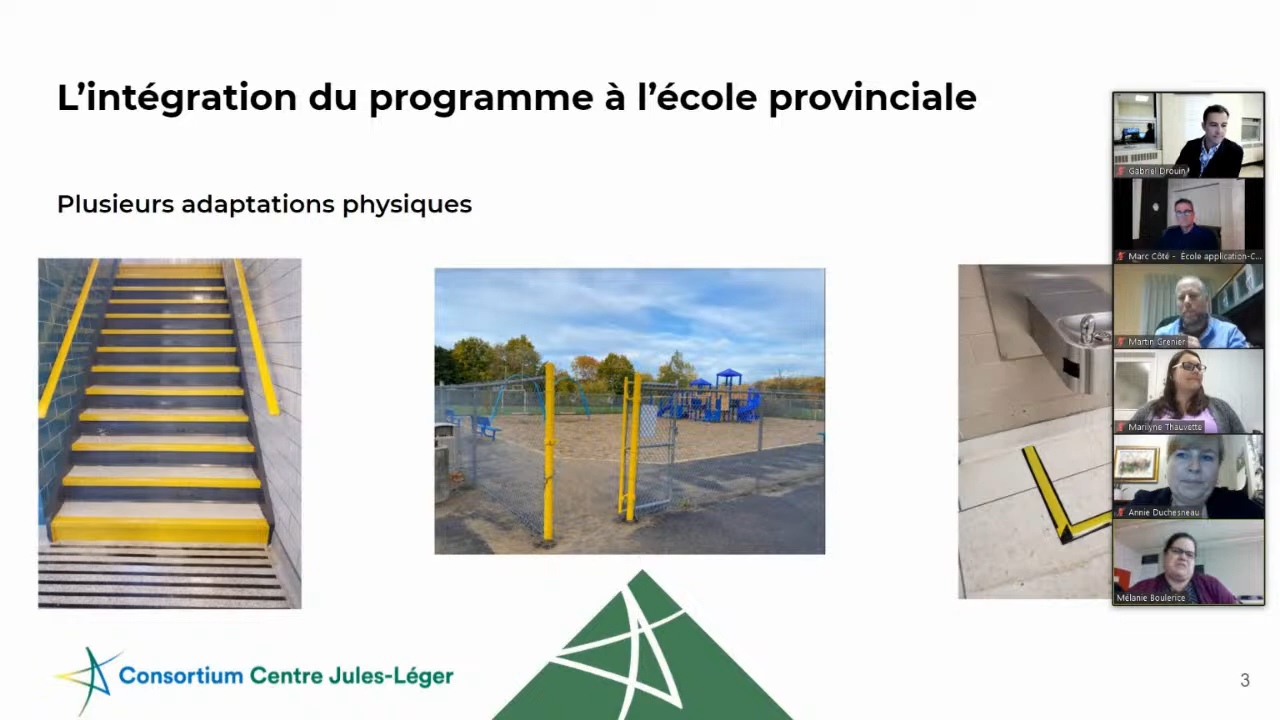 L’intégration du programme à l’école provinciale
Plusieurs adaptations physiques
Gabriel Drouin
Marc Côté - École application-C...
Martin Grenier
Marilyne Thauvette
Annie Duchesneau
Mélanie Boulerice
Consortium Centre Jules-Léger
3